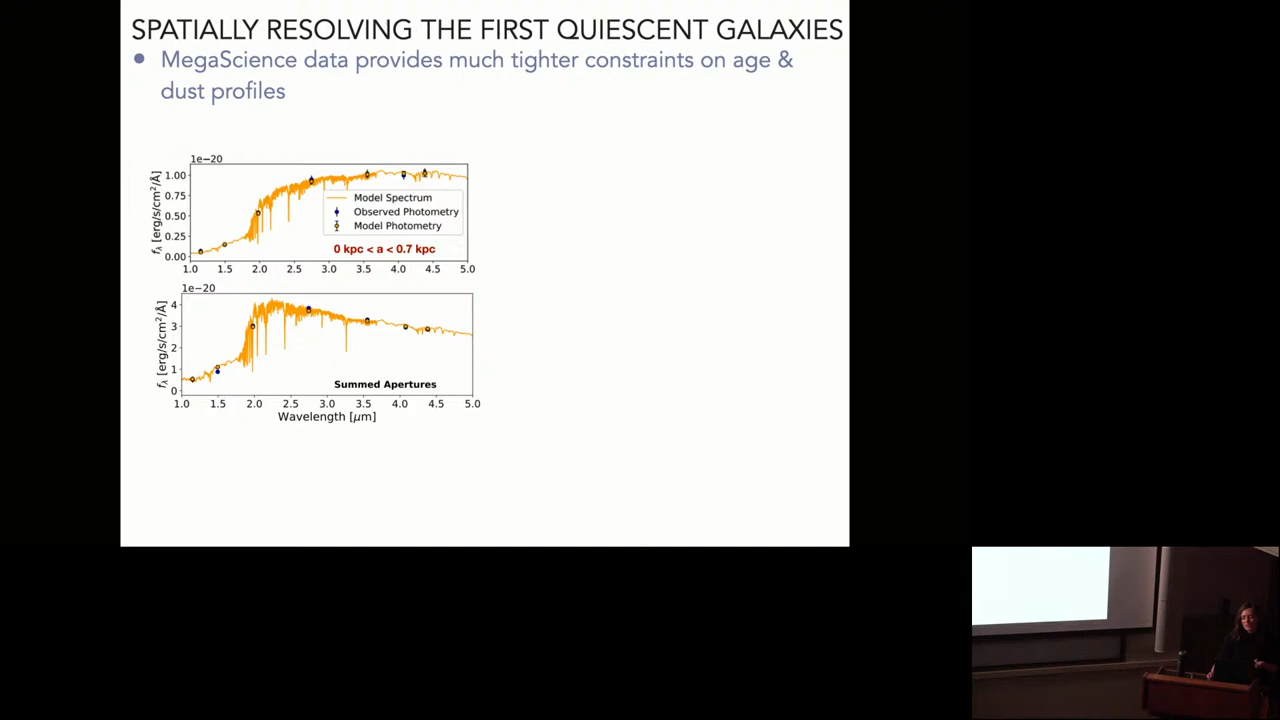 SPATIALLY RESOLVING THE FIRST QUIESCENT GALAXIES
• MegaScience data provides much tighter constraints on age &
dust profiles
1e−20
1.00
0.75
0.50
0.25
0.00
fλ [erg/s/cm²/Å]
Model Spectrum
Observed Photometry
Model Photometry
0 kpc < a < 0.7 kpc
1.0 1.5 2.0 2.5 3.0 3.5 4.0 4.5 5.0
1e−20
4
3
2
1
0
fλ [erg/s/cm²/Å]
Summed Apertures
1.0 1.5 2.0 2.5 3.0 3.5 4.0 4.5 5.0
Wavelength [μm]